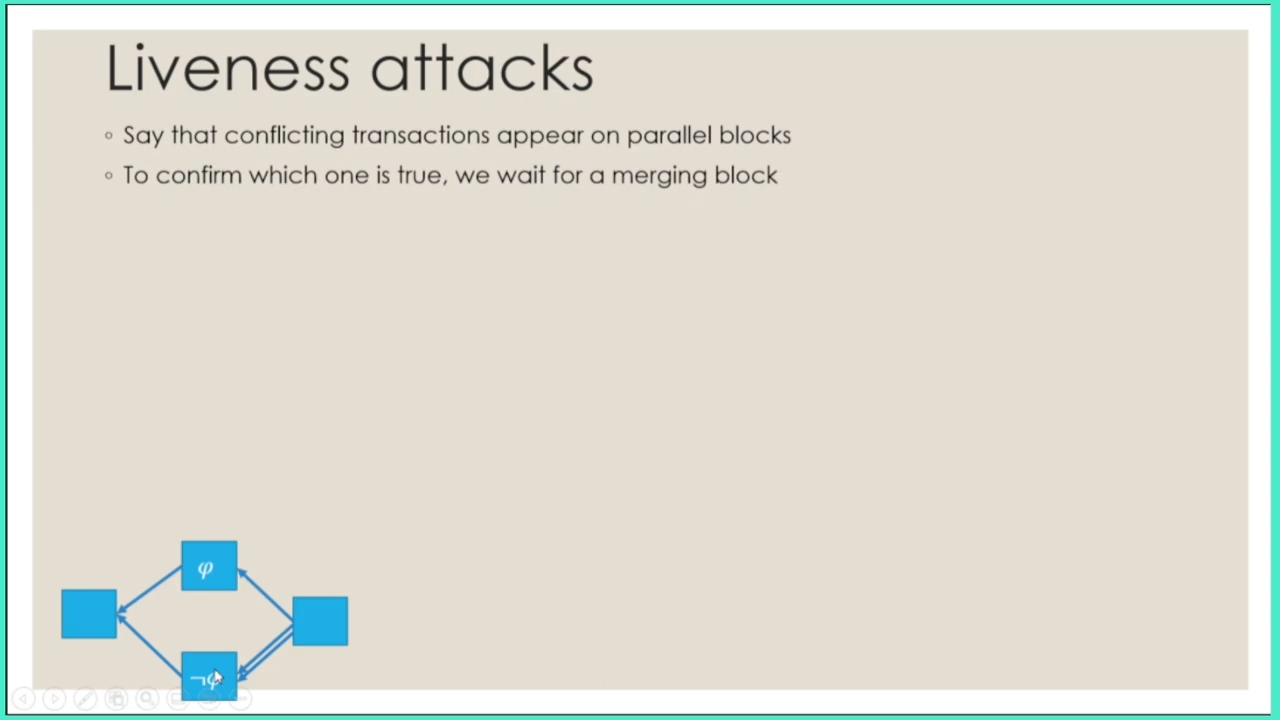 Liveness attacks
◦ Say that conflicting transactions appear on parallel blocks
◦ To confirm which one is true, we wait for a merging block
φ
¬φ